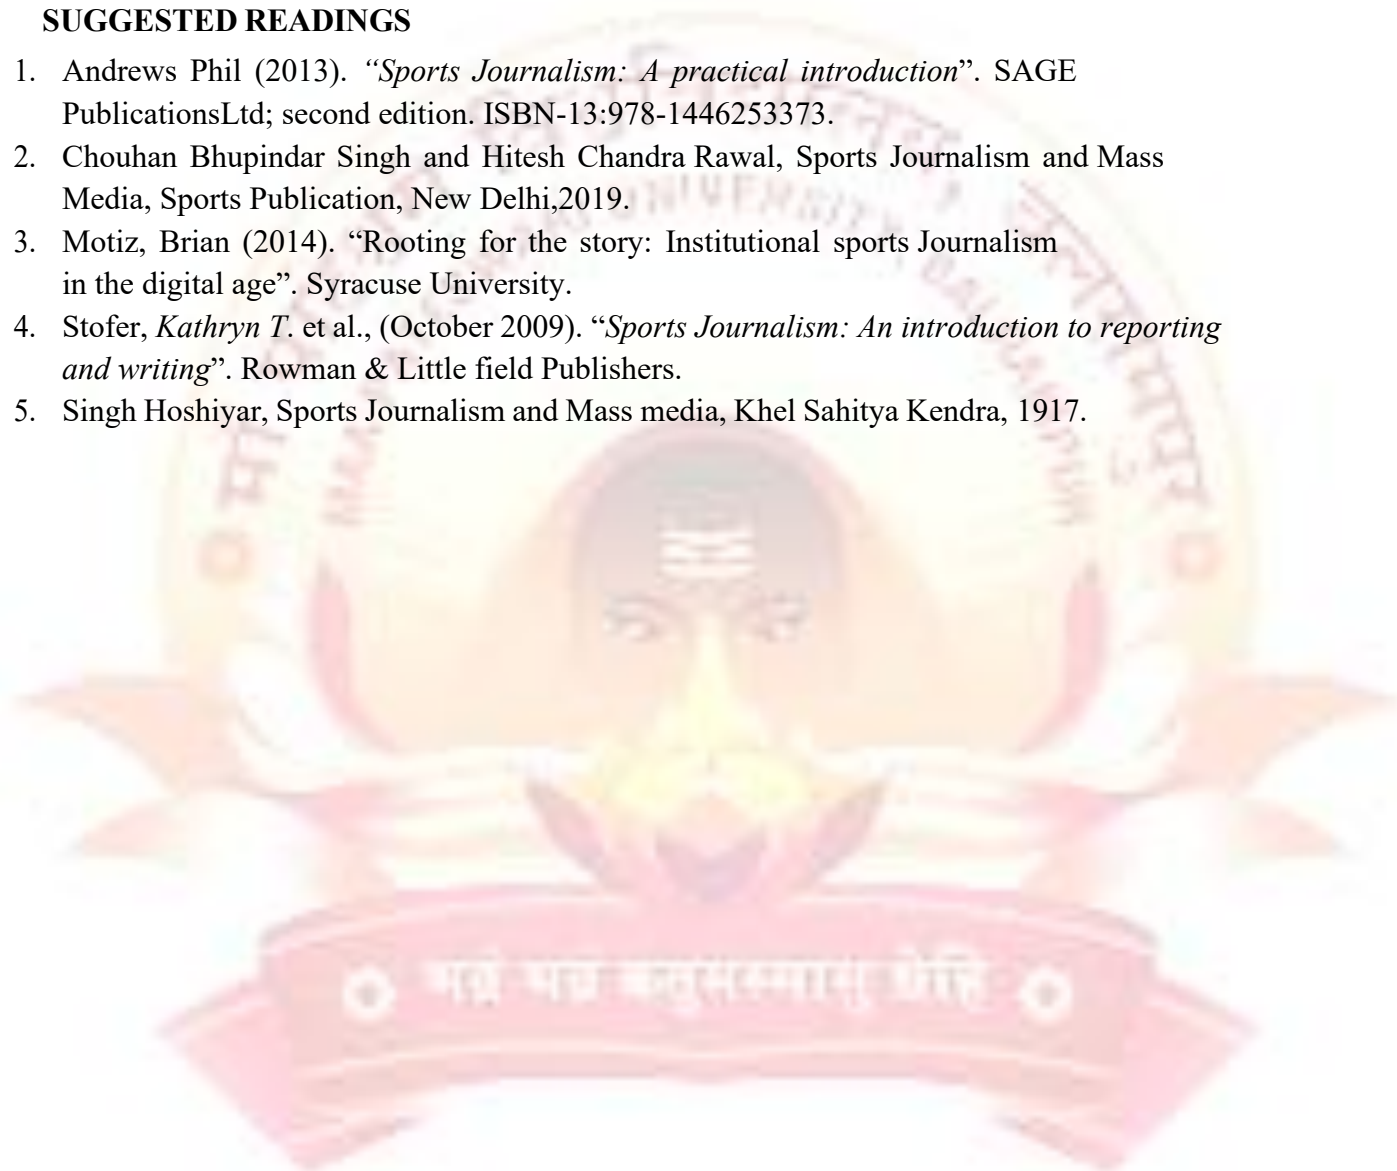 SUGGESTED READINGS
1. Andrews Phil (2013). “Sports Journalism: A practical introduction”. SAGE
PublicationsLtd; second edition. ISBN-13:978-1446253373.
2. Chouhan Bhupindar Singh and Hitesh Chandra Rawal, Sports Journalism and Mass
Media, Sports Publication, New Delhi,2019.
3. Motiz, Brian (2014). “Rooting for the story: Institutional sports Journalism
in the digital age”. Syracuse University.
4. Stofer, Kathryn T. et al., (October 2009). “Sports Journalism: An introduction to reporting
and writing”. Rowman & Little field Publishers.
5. Singh Hoshiyar, Sports Journalism and Mass media, Khel Sahitya Kendra, 1917.